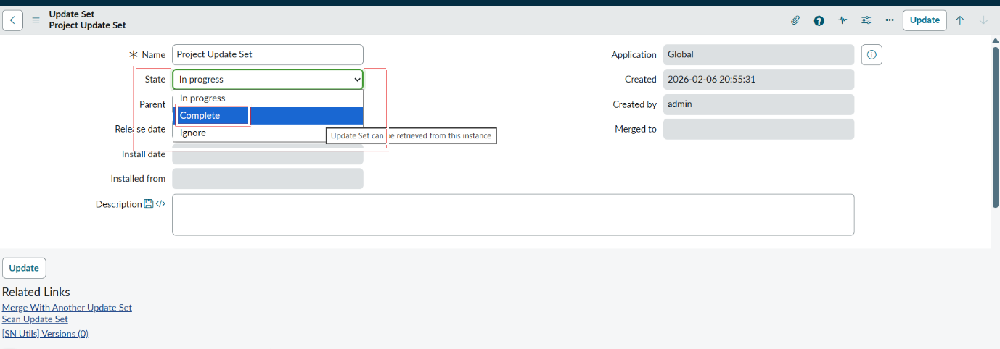 Update Set
Project Update Set
Update
Name Project Update Set
Application Global
State In progress
Created 2026-02-06 20:55:31
In progress
Parent
Created by admin
Complete
Release date
Merged to
Ignore
Update Set can be retrieved from this instance
Install date
Installed from
Description
Update
Related Links
Merge With Another Update Set
Scan Update Set
[SN Utils] Versions (0)